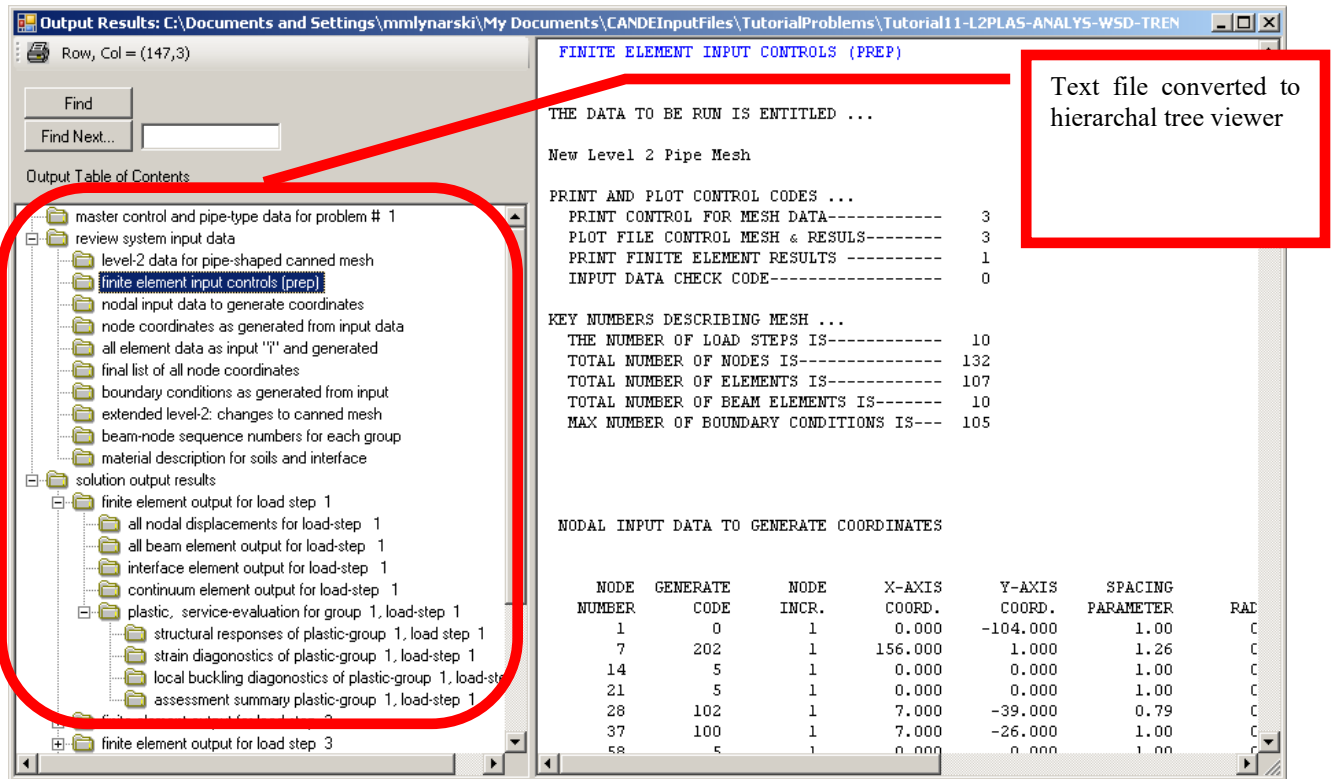 Output Results: C:\Documents and Settings\mmlynarski\My Documents\CANDEInputFiles\TutorialProblems\Tutorial11-L2PLAS-ANALYS-WSD-TREN
Row, Col = (147,3)
Find
Find Next...
Output Table of Contents
master control and pipe-type data for problem # 1
review system input data
level-2 data for pipe-shaped canned mesh
finite element input controls (prep)
nodal input data to generate coordinates
node coordinates as generated from input data
all element data as input "i" and generated
final list of all node coordinates
boundary conditions as generated from input
extended level-2: changes to canned mesh
beam-node sequence numbers for each group
material description for soils and interface
solution output results
finite element output for load step 1
all nodal displacements for load-step 1
all beam element output for load-step 1
interface element output for load-step 1
continuum element output for load-step 1
plastic, service-evaluation for group 1, load-step 1
structural responses of plastic-group 1, load step 1
strain diagonostics of plastic-group 1, load-step 1
local buckling diagonostics of plastic-group 1, load-ste
assessment summary plastic-group 1, load-step 1
finite element output for load step 3
FINITE ELEMENT INPUT CONTROLS (PREP)
THE DATA TO BE RUN IS ENTITLED ...
New Level 2 Pipe Mesh
PRINT AND PLOT CONTROL CODES ...
PRINT CONTROL FOR MESH DATA------------ 3
PLOT FILE CONTROL MESH & RESULS-------- 3
PRINT FINITE ELEMENT RESULTS ---------- 1
INPUT DATA CHECK CODE------------------ 0
KEY NUMBERS DESCRIBING MESH ...
THE NUMBER OF LOAD STEPS IS------------ 10
TOTAL NUMBER OF NODES IS--------------- 132
TOTAL NUMBER OF ELEMENTS IS------------ 107
TOTAL NUMBER OF BEAM ELEMENTS IS------- 10
MAX NUMBER OF BOUNDARY CONDITIONS IS--- 105
NODAL INPUT DATA TO GENERATE COORDINATES
NODE GENERATE NODE X-AXIS Y-AXIS SPACING
NUMBER CODE INCR. COORD. COORD. PARAMETER RAD
1 0 1 0.000 -104.000 1.00
7 202 1 156.000 1.000 1.26
14 5 1 0.000 0.000 1.00
21 5 1 0.000 0.000 1.00
28 102 1 7.000 -39.000 0.79
37 100 1 7.000 -26.000 1.00
58 5 1 0.000 0.000 1.00
Text file converted to
hierarchal tree viewer